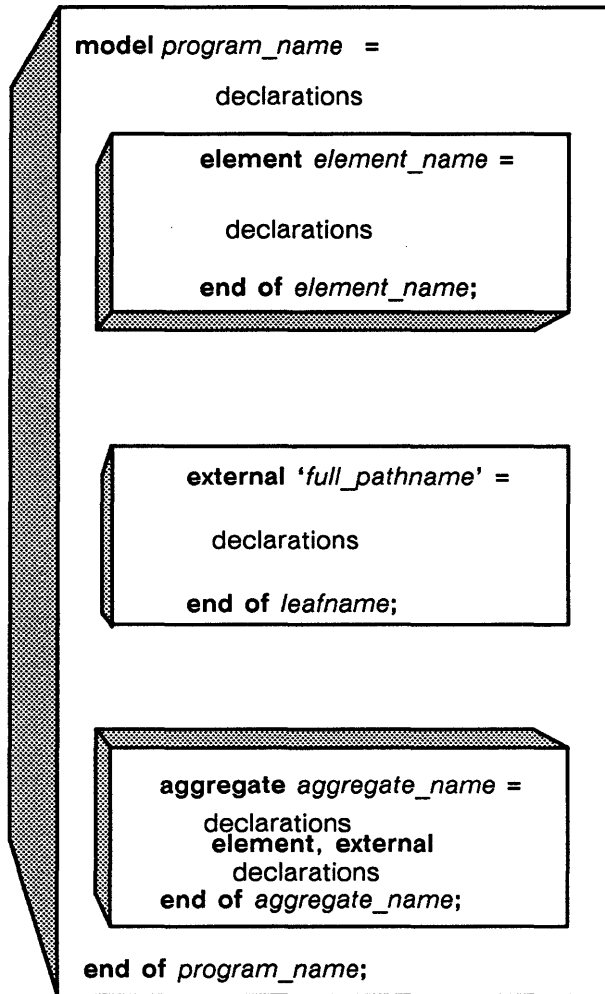 model program_name =
declarations
element element_name =
declarations
end of element_name;
external ‘full_pathname’ =
declarations
end of leafname;
aggregate aggregate_name =
declarations
element, external
declarations
end of aggregate_name;
end of program_name;